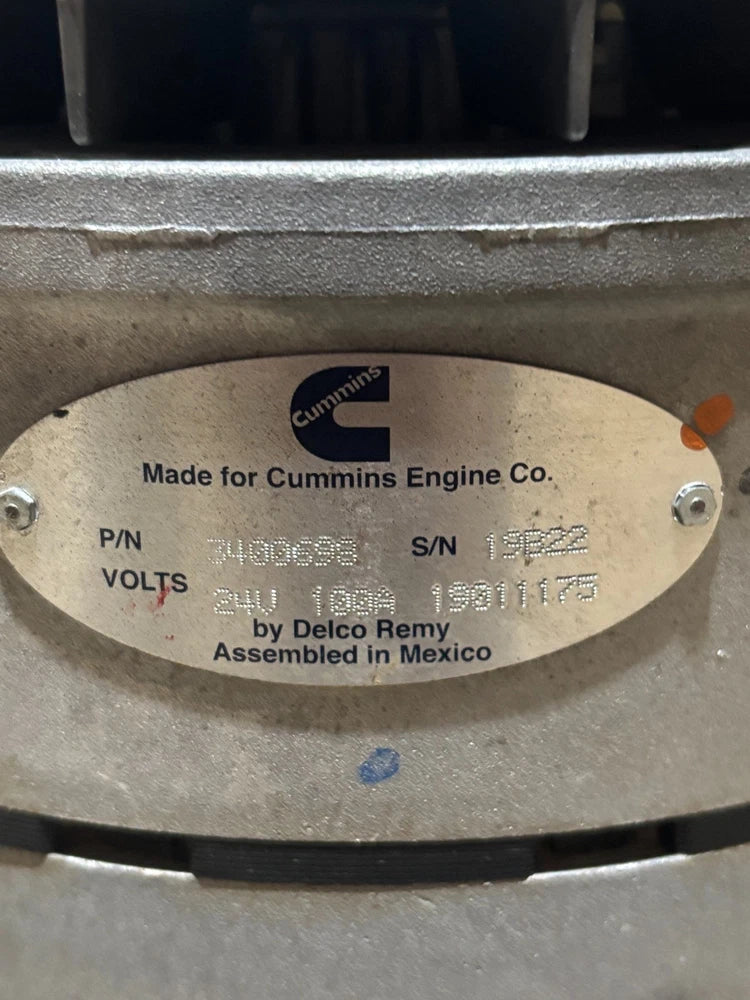 Cummins
Made for Cummins Engine Co.
P/N 3400698 S/N 19B22
VOLTS 24V 100A 19011175
by Delco Remy
Assembled in Mexico